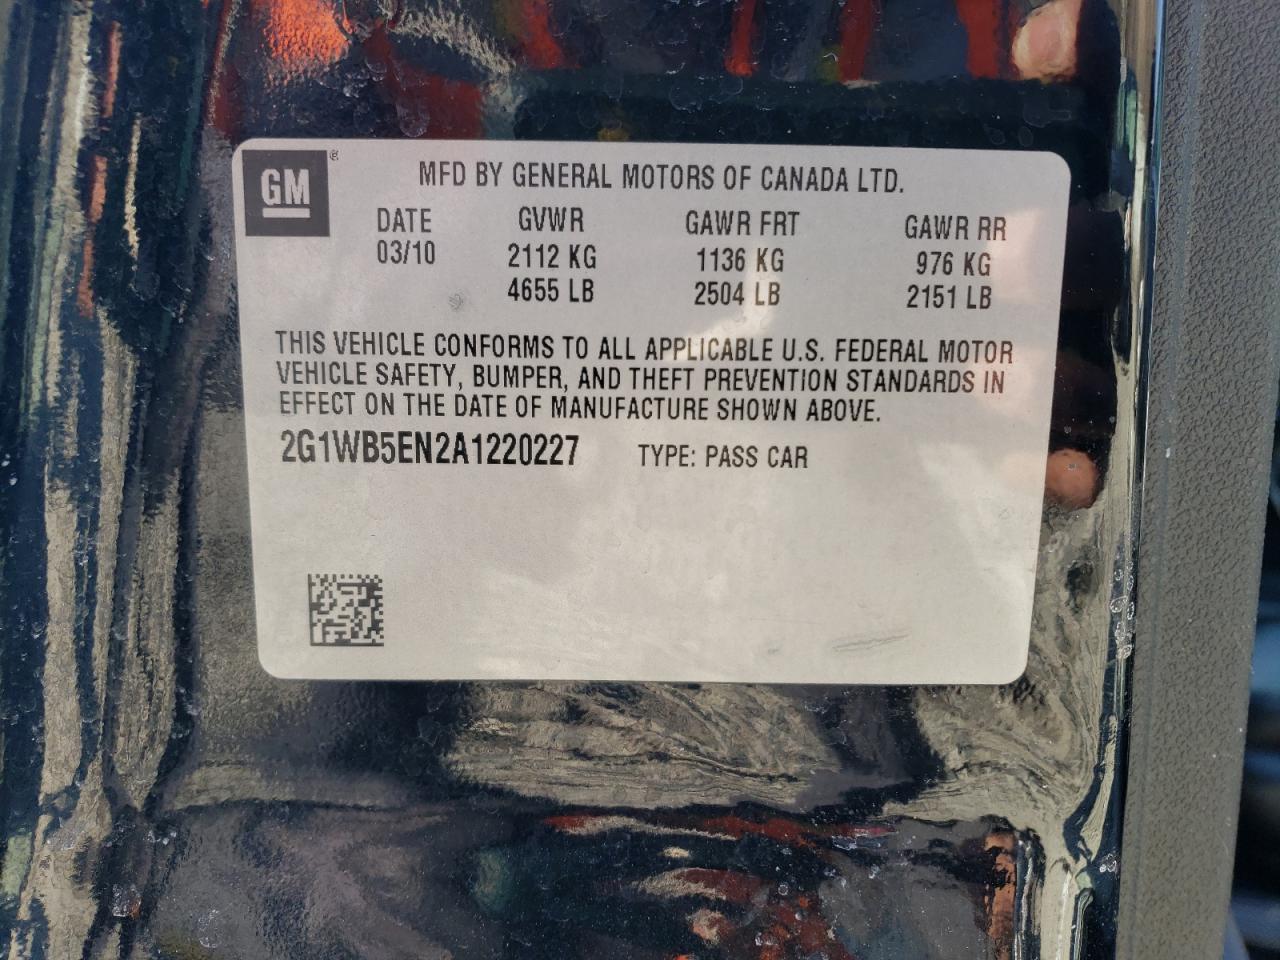 GM ®
MFD BY GENERAL MOTORS OF CANADA LTD.
DATE GVWR GAWR FRT GAWR RR
03/10 2112 KG 1136 KG 976 KG
4655 LB 2504 LB 2151 LB
THIS VEHICLE CONFORMS TO ALL APPLICABLE U.S. FEDERAL MOTOR
VEHICLE SAFETY, BUMPER, AND THEFT PREVENTION STANDARDS IN
EFFECT ON THE DATE OF MANUFACTURE SHOWN ABOVE.
2G1WB5EN2A1220227 TYPE: PASS CAR